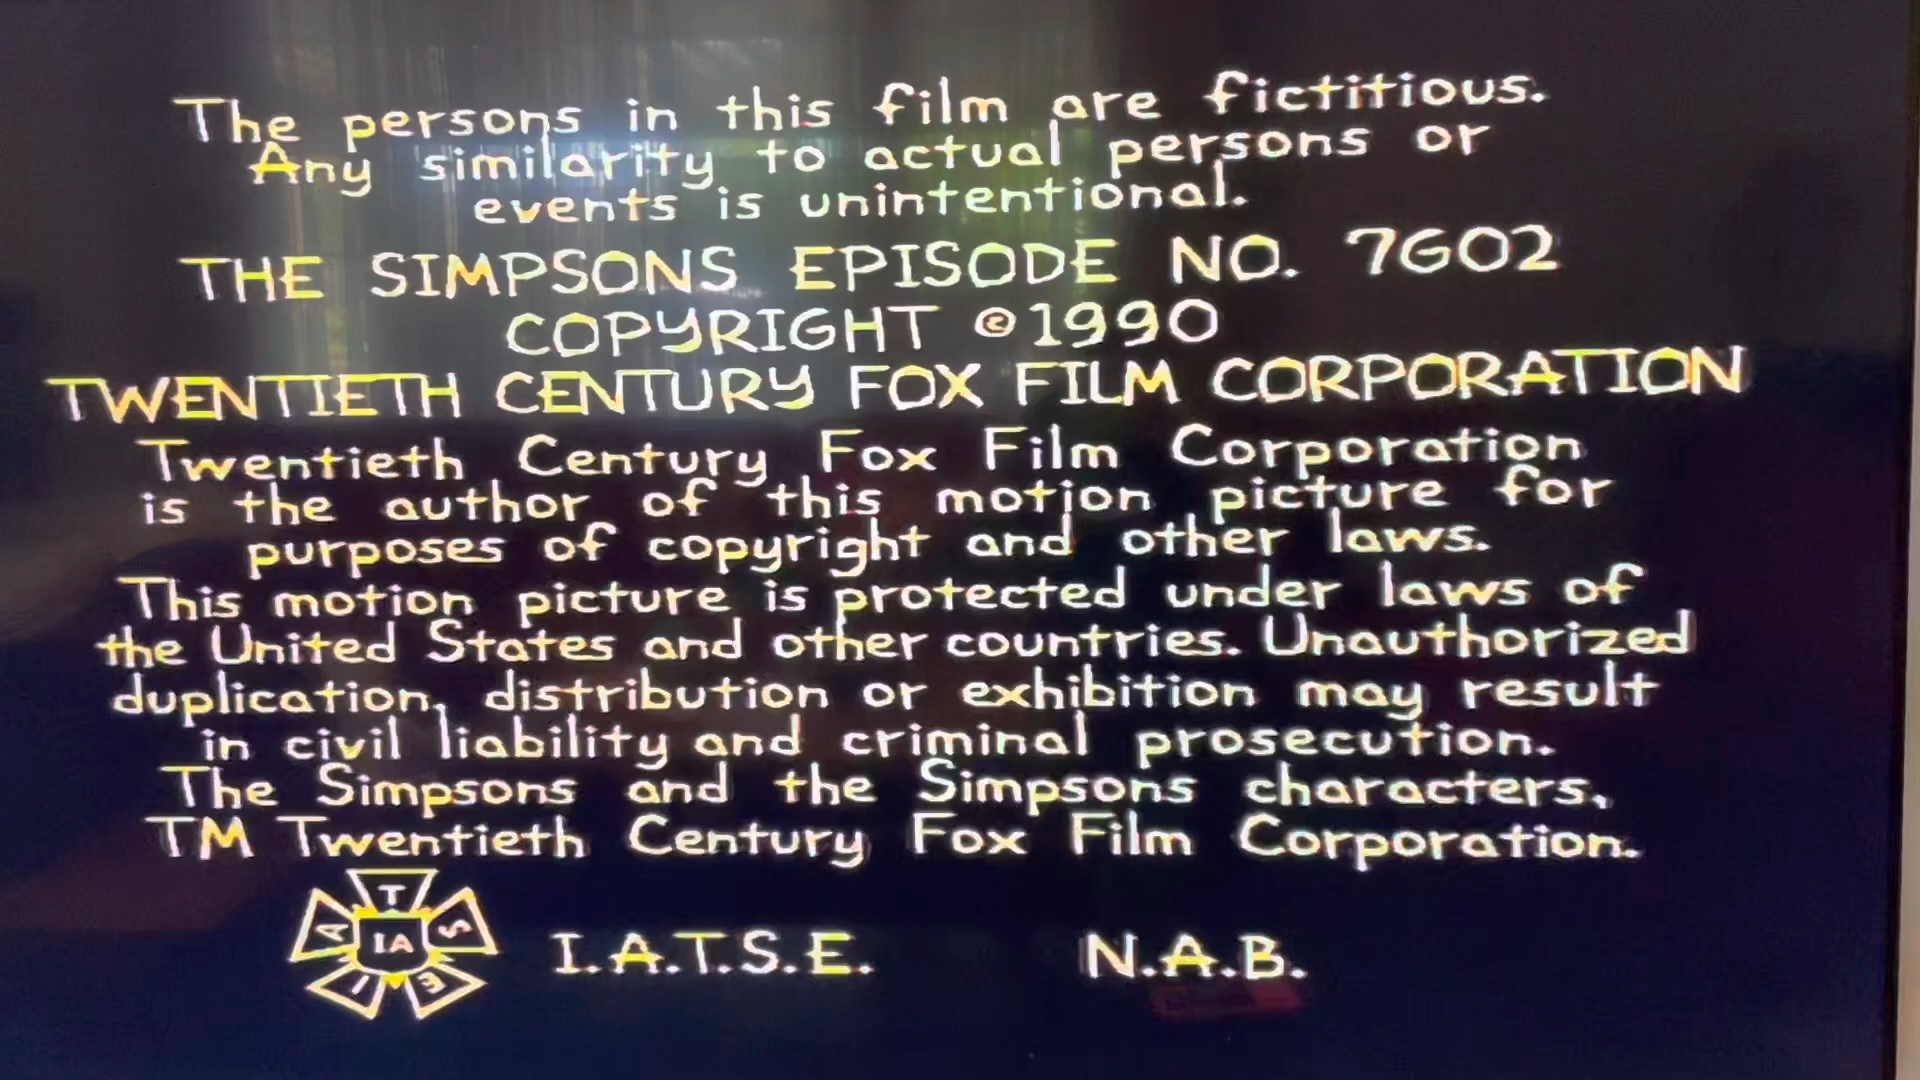 The persons in this film are fictitious.
Any similarity to actual persons or
events is unintentional.
THE SIMPSONS EPISODE NO. 7G02
COPYRIGHT ©1990
TWENTIETH CENTURY FOX FILM CORPORATION
Twentieth Century Fox Film Corporation
is the author of this motion picture for
purposes of copyright and other laws.
This motion picture is protected under laws of
the United States and other countries. Unauthorized
duplication, distribution or exhibition may result
in civil liability and criminal prosecution.
The Simpsons and the Simpsons characters,
TM Twentieth Century Fox Film Corporation.
IA T S E I A
I.A.T.S.E. N.A.B.